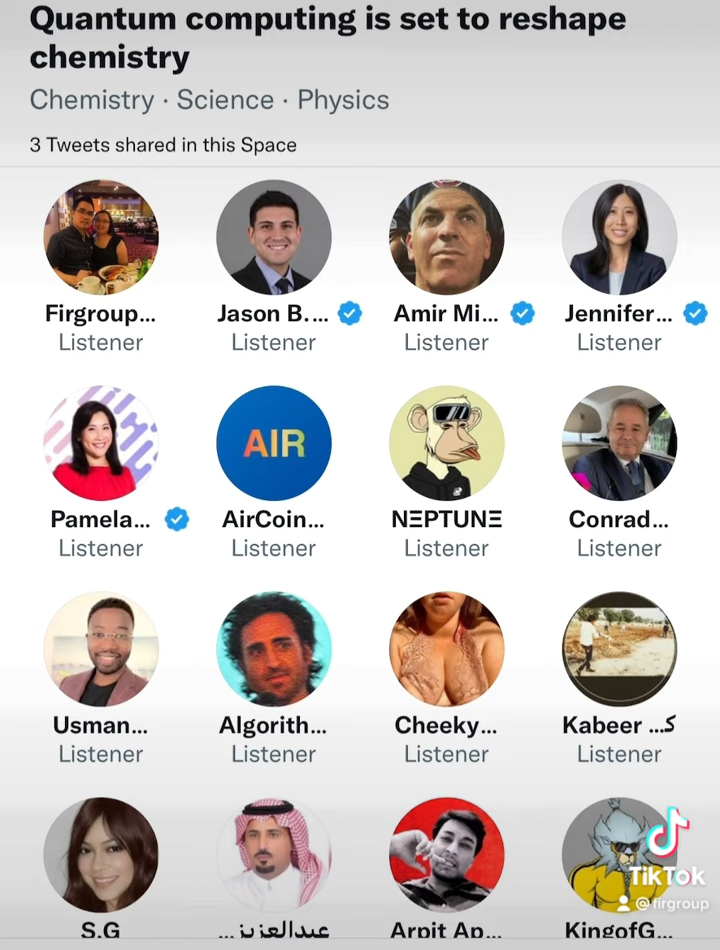 Quantum computing is set to reshape
chemistry
Chemistry · Science · Physics
3 Tweets shared in this Space
Firgroup... Jason B.... Amir Mi... Jennifer...
Listener Listener Listener Listener
AIR
Pamela... AirCoin... NΞPTUNΞ Conrad...
Listener Listener Listener Listener
Usman... Algorith... Cheeky... Kabeer ...ک
Listener Listener Listener Listener
TikTok
@firgroup
S.G عبدالعزيز... Arpit Ap... KingofG...